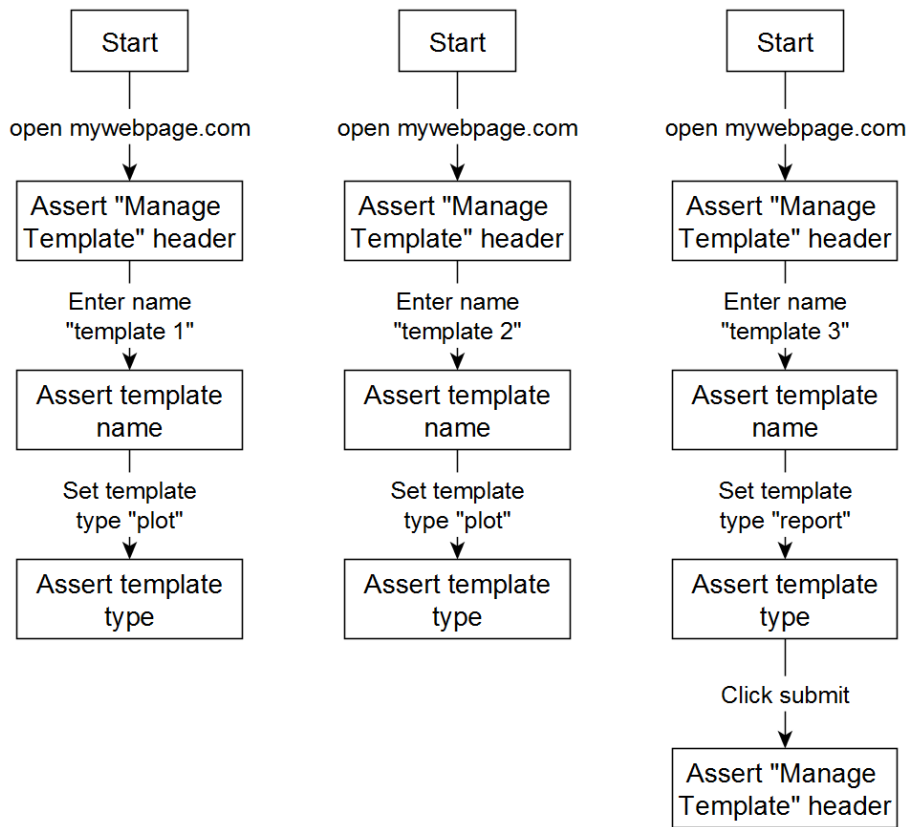 Start
open mywebpage.com
Assert "Manage
Template" header
Enter name
"template 1"
Assert template
name
Set template
type "plot"
Assert template
type
Start
open mywebpage.com
Assert "Manage
Template" header
Enter name
"template 2"
Assert template
name
Set template
type "plot"
Assert template
type
Start
open mywebpage.com
Assert "Manage
Template" header
Enter name
"template 3"
Assert template
name
Set template
type "report"
Assert template
type
Click submit
Assert "Manage
Template" header